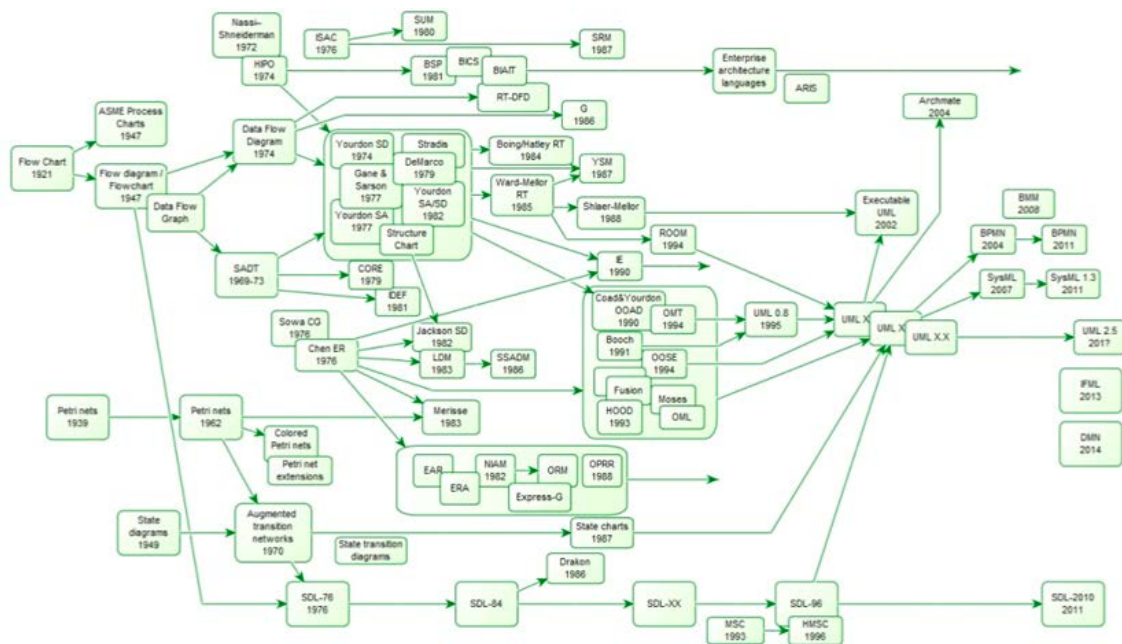 Nassi–
Shneiderman
1972
ISAC
1976
SUM
1980
SRM
1987
HIPO
1974
BSP
1981
BICS
BIAIT
Enterprise
architecture
languages
ARIS
RT-DFD
Archmate
2004
ASME Process
Charts
1947
G
1986
Data Flow
Diagram
1974
Flow Chart
1921
Flow diagram /
Flowchart
1947
Data Flow
Graph
Yourdon SD
1974
Stradis
DeMarco
1979
Gane &
Sarson
1977
Yourdon
SA/SD
1982
Yourdon SA
1977
Structure
Chart
Boing/Hatley RT
1984
YSM
1987
Ward-Mellor
RT
1985
Shlaer-Mellor
1988
Executable
UML
2002
BMM
2008
ROOM
1994
BPMN
2004
BPMN
2011
SADT
1969-73
CORE
1979
IDEF
1981
IE
1990
SysML
2007
SysML 1.3
2011
Sowa CG
1976
Chen ER
1976
Jackson SD
1982
LDM
1983
SSADM
1986
Coad&Yourdon
OOAD
1990
OMT
1994
UML 0.8
1995
UML X
UML X
UML X.X
UML 2.5
201?
Booch
1991
OOSE
1994
Fusion
Moses
HOOD
1993
OML
IFML
2013
DMN
2014
Petri nets
1939
Petri nets
1962
Merisse
1983
Colored
Petri nets
Petri net
extensions
EAR
ERA
NIAM
1982
ORM
OPRR
1988
Express-G
State
diagrams
1949
Augmented
transition
networks
1970
State transition
diagrams
State charts
1987
Drakon
1986
SDL-76
1976
SDL-84
SDL-XX
SDL-96
SDL-2010
2011
MSC
1993
HMSC
1996